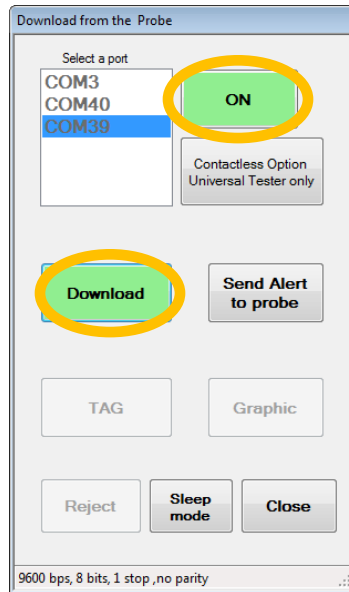 Download from the Probe
Select a port
COM3
COM40
COM39
ON
Contactless Option
Universal Tester only
Download
Send Alert
to probe
TAG
Graphic
Reject
Sleep
mode
Close
9600 bps, 8 bits, 1 stop ,no parity